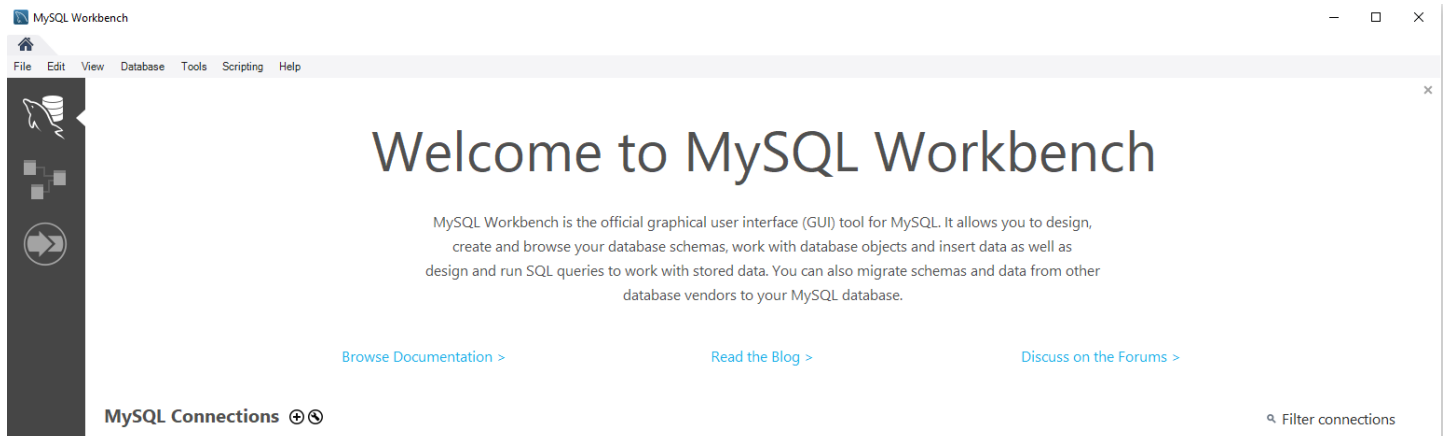 MySQL Workbench
File Edit View Database Tools Scripting Help
Welcome to MySQL Workbench
MySQL Workbench is the official graphical user interface (GUI) tool for MySQL. It allows you to design,
create and browse your database schemas, work with database objects and insert data as well as
design and run SQL queries to work with stored data. You can also migrate schemas and data from other
database vendors to your MySQL database.
Browse Documentation > Read the Blog > Discuss on the Forums >
MySQL Connections Filter connections